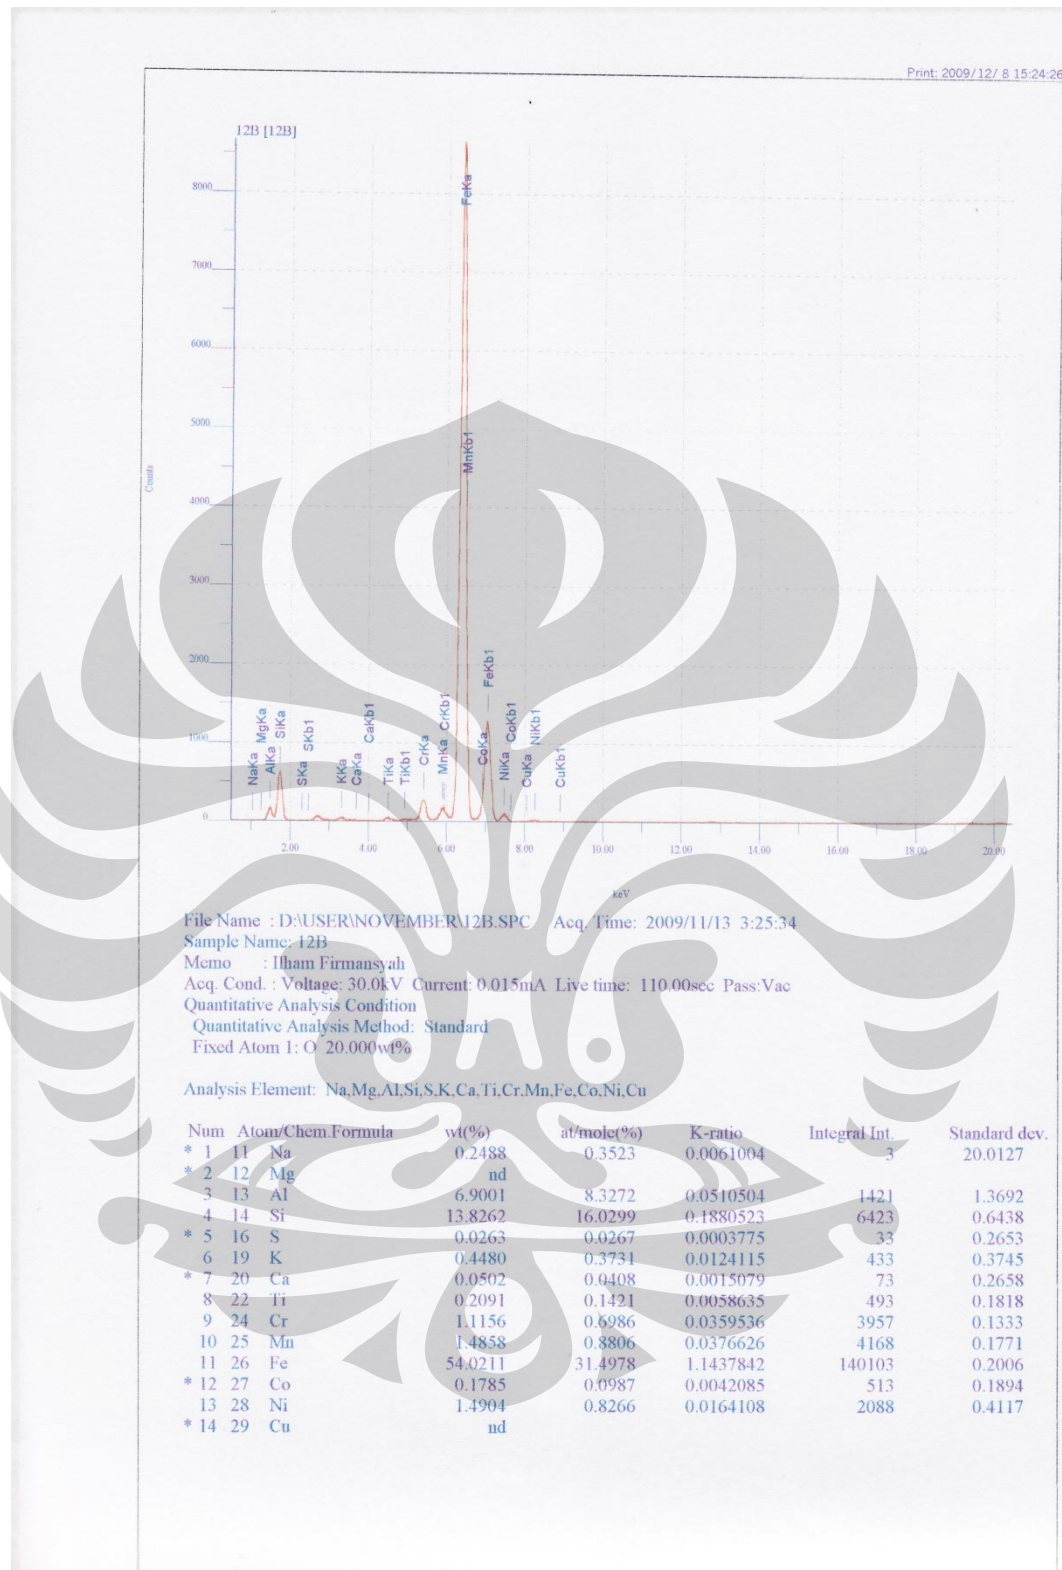 Print: 2009/12/ 8 15:24:26
12B [12B]
8000
7000
6000
5000
4000
3000
2000
1000
0
Counts
FeKa
MnKb1
FeKb1
NaKa
MgKa
AlKa
SiKa
SKa
SKb1
KKa
CaKa
CaKb1
TiKa
TiKb1
CrKa
MnKa
CrKb1
CoKa
NiKa
CoKb1
CuKa
NiKb1
CuKb1
2.00 4.00 6.00 8.00 10.00 12.00 14.00 16.00 18.00 20.00
keV
File Name : D:\USER\NOVEMBER\12B.SPC Acq. Time: 2009/11/13 3:25:34
Sample Name: 12B
Memo : Ilham Firmansyah
Acq. Cond. : Voltage: 30.0kV Current: 0.015mA Live time: 110.00sec Pass:Vac
Quantitative Analysis Condition
Quantitative Analysis Method: Standard
Fixed Atom 1: O 20.000wt%
Analysis Element: Na,Mg,Al,Si,S,K,Ca,Ti,Cr,Mn,Fe,Co,Ni,Cu
Num Atom/Chem.Formula wt(%) at/mole(%) K-ratio Integral Int. Standard dev.
* 1 11 Na 0.2488 0.3523 0.0061004 3 20.0127
* 2 12 Mg nd
3 13 Al 6.9001 8.3272 0.0510504 1421 1.3692
4 14 Si 13.8262 16.0299 0.1880523 6423 0.6438
* 5 16 S 0.0263 0.0267 0.0003775 33 0.2653
6 19 K 0.4480 0.3731 0.0124115 433 0.3745
* 7 20 Ca 0.0502 0.0408 0.0015079 73 0.2658
8 22 Ti 0.2091 0.1421 0.0058635 493 0.1818
9 24 Cr 1.1156 0.6986 0.0359536 3957 0.1333
10 25 Mn 1.4858 0.8806 0.0376626 4168 0.1771
11 26 Fe 54.0211 31.4978 1.1437842 140103 0.2006
* 12 27 Co 0.1785 0.0987 0.0042085 513 0.1894
13 28 Ni 1.4904 0.8266 0.0164108 2088 0.4117
* 14 29 Cu nd